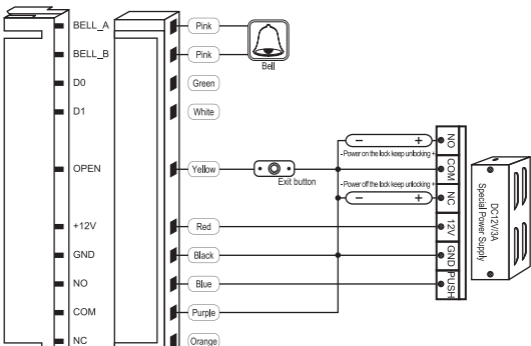 BELL_A
Pink
BELL_B
Pink
Bell
D0
Green
D1
White
- +
NO
-Power on the lock keep unlocking +
OPEN
Yellow
Exit button
COM
-Power off the lock keep unlocking +
- +
NC
+12V
Red
12V
GND
Black
GND
NO
Blue
PUSH
COM
Purple
NC
Orange
DC12V/3A
Special Power Supply